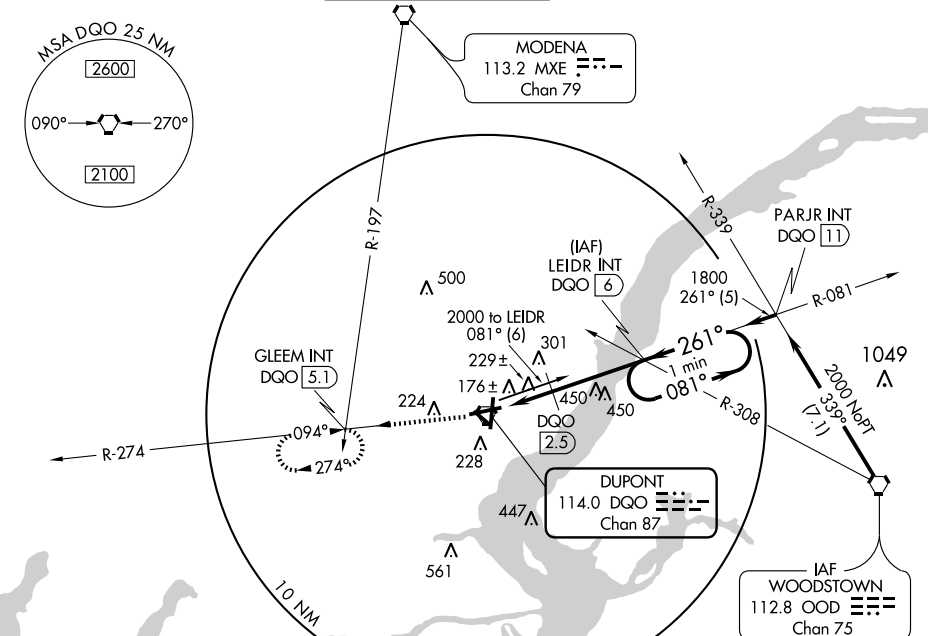 MSA DQO 25 NM
2600
090°
270°
2100
MODENA
113.2 MXE
Chan 79
R-197
R-339
PARJR INT
DQO 11
(IAF)
LEIDR INT
DQO 6
1800
261° (5)
R-081
500
2000 to LEIDR
081° (6)
301
229±
176±
261°
1 min
081°
1049
GLEEM INT
DQO 5.1
224
450
450
R-308
2000 NoPT
339°
(7.1)
DQO
2.5
094°
274°
R-274
228
DUPONT
114.0 DQO
Chan 87
447
561
10 NM
IAF
WOODSTOWN
112.8 OOD
Chan 75